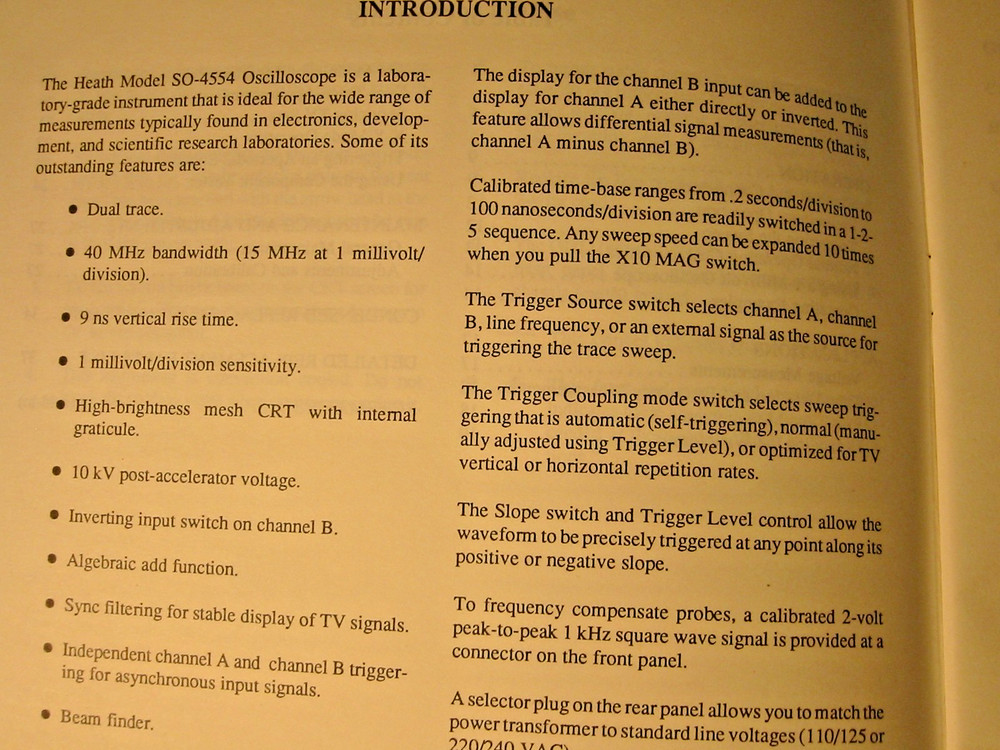 INTRODUCTION
The Heath Model SO-4554 Oscilloscope is a labora-
tory-grade instrument that is ideal for the wide range of
measurements typically found in electronics, develop-
ment, and scientific research laboratories. Some of its
outstanding features are:
● Dual trace.
● 40 MHz bandwidth (15 MHz at 1 millivolt/
division).
● 9 ns vertical rise time.
● 1 millivolt/division sensitivity.
● High-brightness mesh CRT with internal
graticule.
● 10 kV post-accelerator voltage.
● Inverting input switch on channel B.
● Algebraic add function.
● Sync filtering for stable display of TV signals.
● Independent channel A and channel B trigger-
ing for asynchronous input signals.
● Beam finder.
The display for the channel B input can be added to the
display for channel A either directly or inverted. This
feature allows differential signal measurements (that is,
channel A minus channel B).
Calibrated time-base ranges from .2 seconds/division to
100 nanoseconds/division are readily switched in a 1-2-
5 sequence. Any sweep speed can be expanded 10 times
when you pull the X10 MAG switch.
The Trigger Source switch selects channel A, channel
B, line frequency, or an external signal as the source for
triggering the trace sweep.
The Trigger Coupling mode switch selects sweep trig-
gering that is automatic (self-triggering), normal (manu-
ally adjusted using Trigger Level), or optimized for TV
vertical or horizontal repetition rates.
The Slope switch and Trigger Level control allow the
waveform to be precisely triggered at any point along its
positive or negative slope.
To frequency compensate probes, a calibrated 2-volt
peak-to-peak 1 kHz square wave signal is provided at a
connector on the front panel.
A selector plug on the rear panel allows you to match the
power transformer to standard line voltages (110/125 or
220/240 VAC).